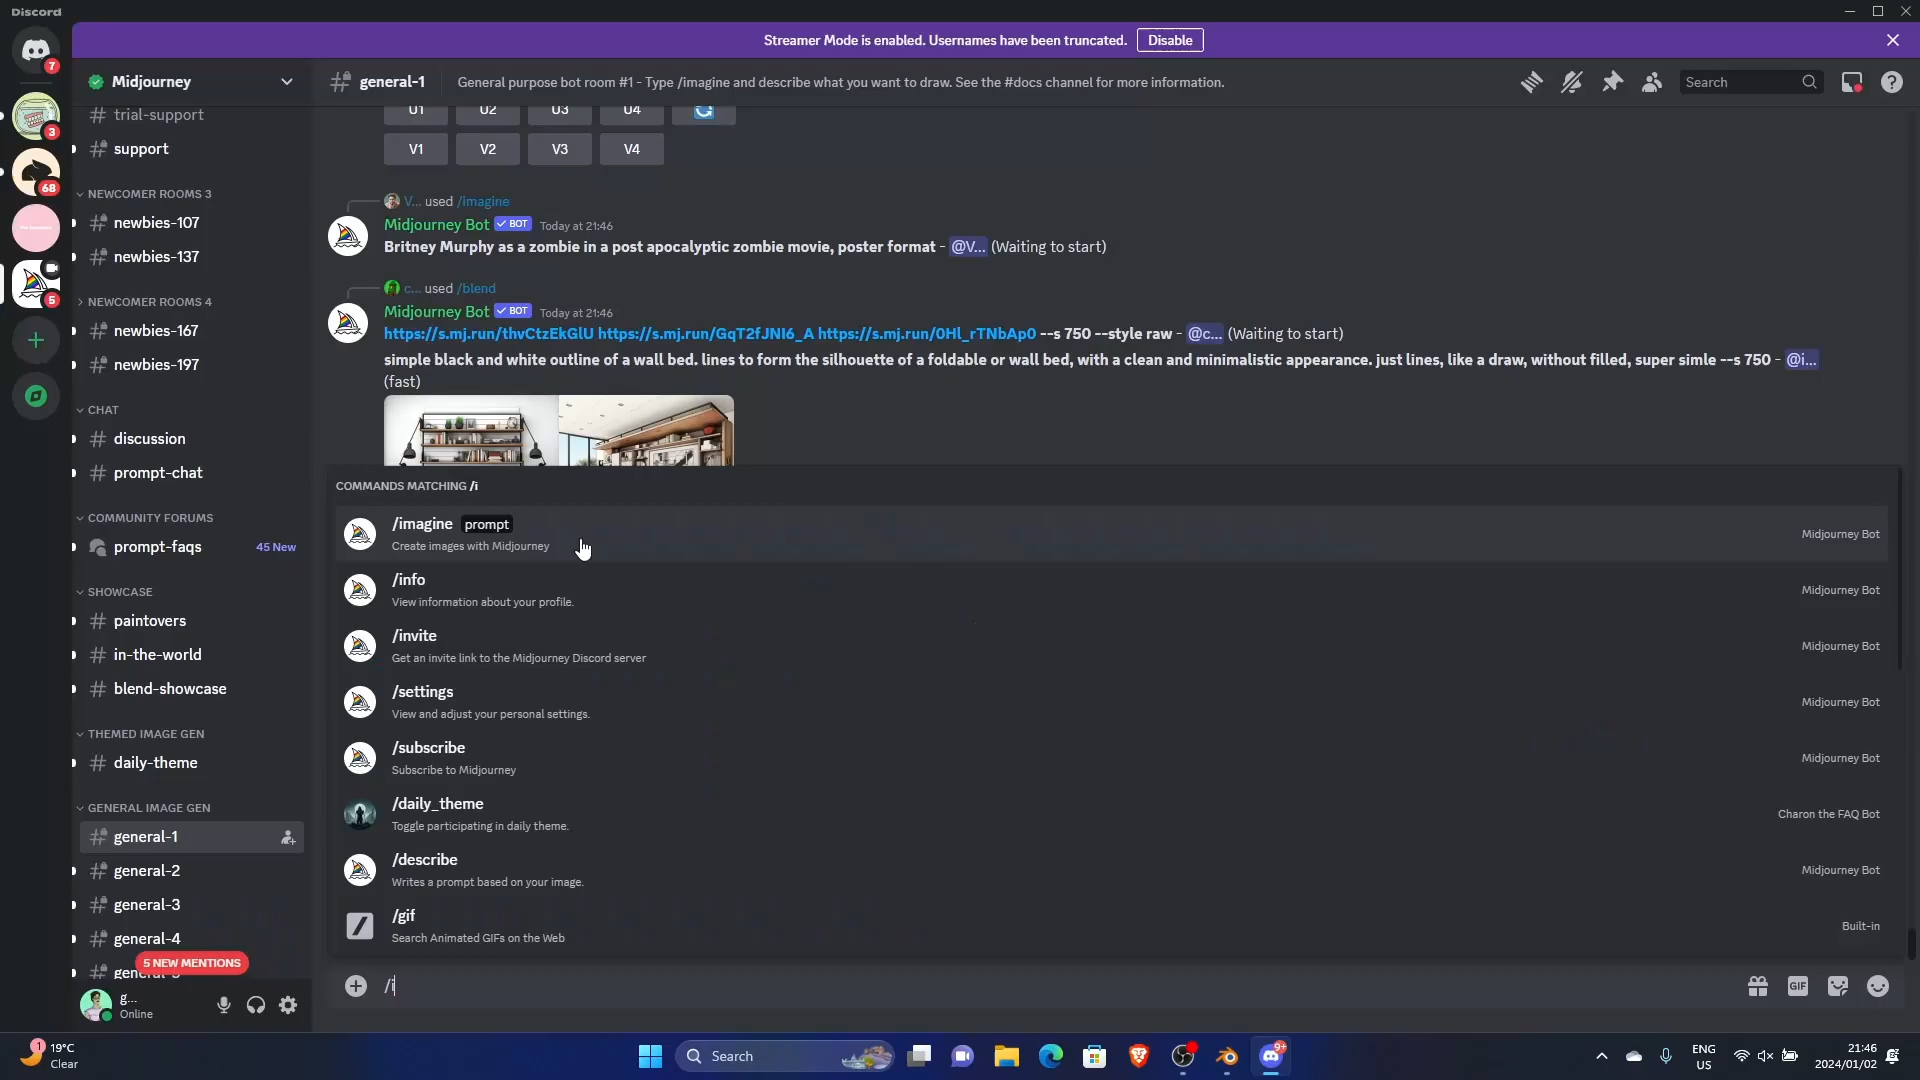 Discord
Streamer Mode is enabled. Usernames have been truncated. Disable
7
3
68
5
Midjourney
trial-support
support
NEWCOMER ROOMS 3
newbies-107
newbies-137
NEWCOMER ROOMS 4
newbies-167
newbies-197
CHAT
discussion
prompt-chat
COMMUNITY FORUMS
prompt-faqs 45 New
SHOWCASE
paintovers
in-the-world
blend-showcase
THEMED IMAGE GEN
daily-theme
GENERAL IMAGE GEN
general-1
general-2
general-3
general-4
5 NEW MENTIONS
g...
Online
general-1 General purpose bot room #1 - Type /imagine and describe what you want to draw. See the #docs channel for more information. Search
U1 U2 U3 U4
V1 V2 V3 V4
V... used /imagine
Midjourney Bot BOT Today at 21:46
Britney Murphy as a zombie in a post apocalyptic zombie movie, poster format - @V... (Waiting to start)
c... used /blend
Midjourney Bot BOT Today at 21:46
https://s.mj.run/thvCtzEkGlU https://s.mj.run/GqT2fJNI6_A https://s.mj.run/0Hl_rTNbAp0 --s 750 --style raw - @c... (Waiting to start)
simple black and white outline of a wall bed. lines to form the silhouette of a foldable or wall bed, with a clean and minimalistic appearance. just lines, like a draw, without filled, super simle --s 750 - @i...
(fast)
COMMANDS MATCHING /i
/imagine prompt
Create images with Midjourney
Midjourney Bot
/info
View information about your profile.
Midjourney Bot
/invite
Get an invite link to the Midjourney Discord server
Midjourney Bot
/settings
View and adjust your personal settings.
Midjourney Bot
/subscribe
Subscribe to Midjourney
Midjourney Bot
/daily_theme
Toggle participating in daily theme.
Charon the FAQ Bot
/describe
Writes a prompt based on your image.
Midjourney Bot
/gif
Search Animated GIFs on the Web
Built-in
/i
GIF
1
19°C
Clear
Search
9+
ENG
US
21:46
2024/01/02